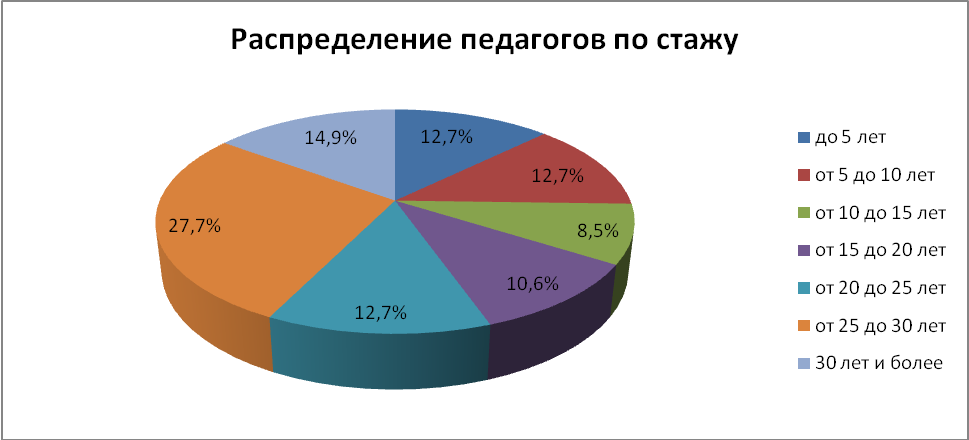 Распределение педагогов по стажу
14,9%
12,7%
12,7%
27,7%
8,5%
10,6%
12,7%
до 5 лет
от 5 до 10 лет
от 10 до 15 лет
от 15 до 20 лет
от 20 до 25 лет
от 25 до 30 лет
30 лет и более